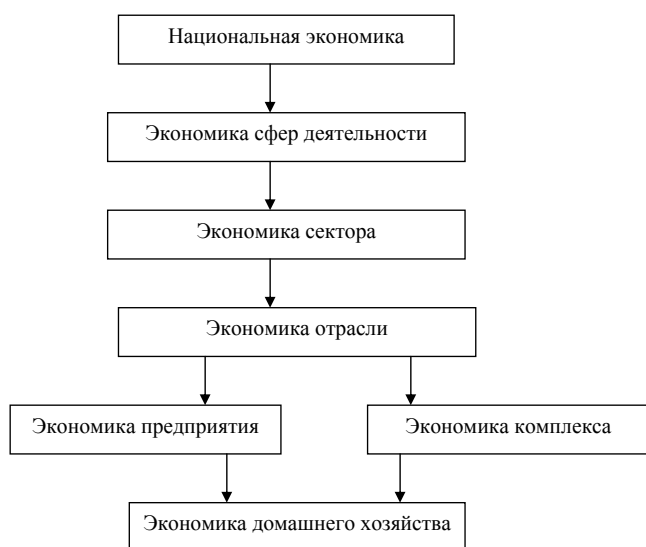 Национальная экономика
Экономика сфер деятельности
Экономика сектора
Экономика отрасли
Экономика предприятия
Экономика комплекса
Экономика домашнего хозяйства